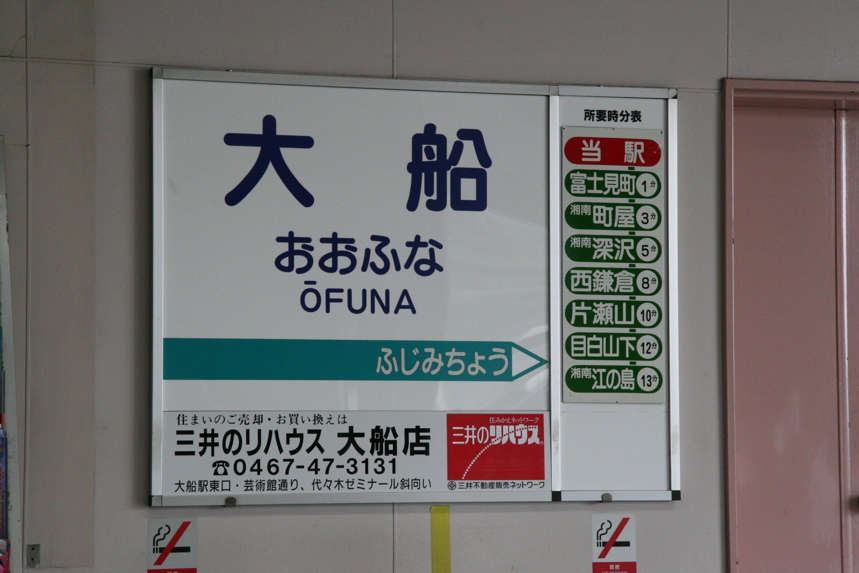 大船
おおふな
ŌFUNA
ふじみちょう
住まいのご売却・お買い換えは
三井のリハウス 大船店
☎0467-47-3131
大船駅東口・芸術館通り、代々木ゼミナール斜向い
住みかえネットワーク
三井のリハウス
三井不動産販売ネットワーク
所要時分表
当駅
富士見町 1分
湘南町屋 3分
湘南深沢 5分
西鎌倉 8分
片瀬山 10分
目白山下 12分
湘南江の島 13分